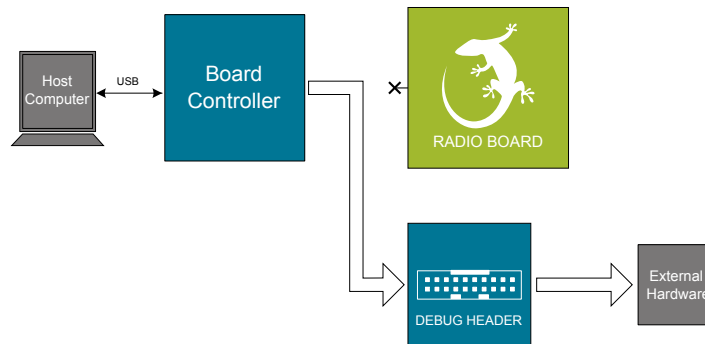 Host
Computer
USB
Board
Controller
RADIO BOARD
DEBUG HEADER
External
Hardware